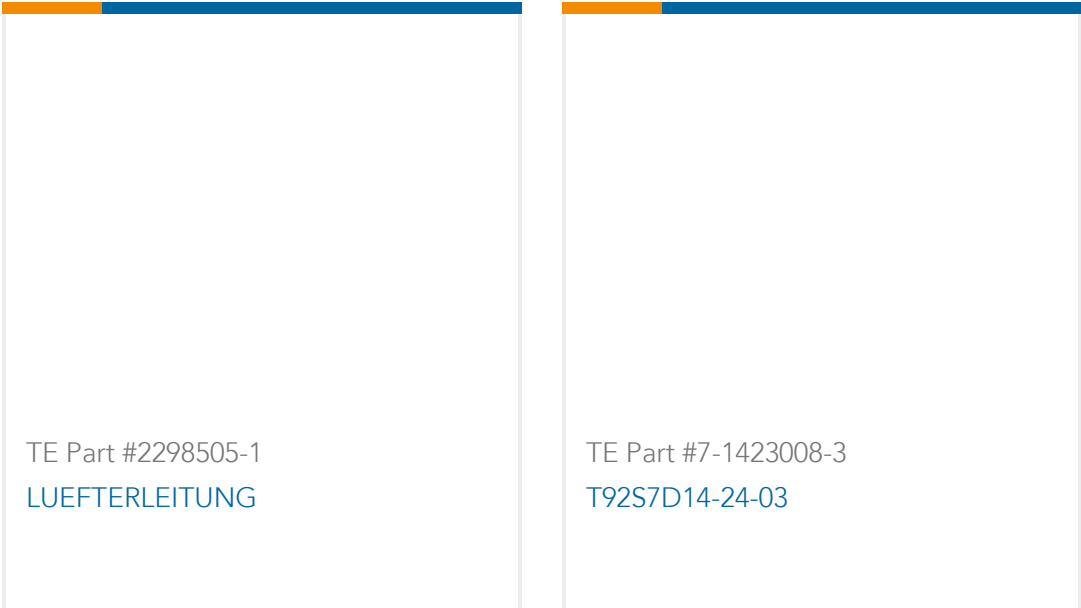 TE Part #2298505-1
LUEFTERLEITUNG
TE Part #7-1423008-3
T92S7D14-24-03